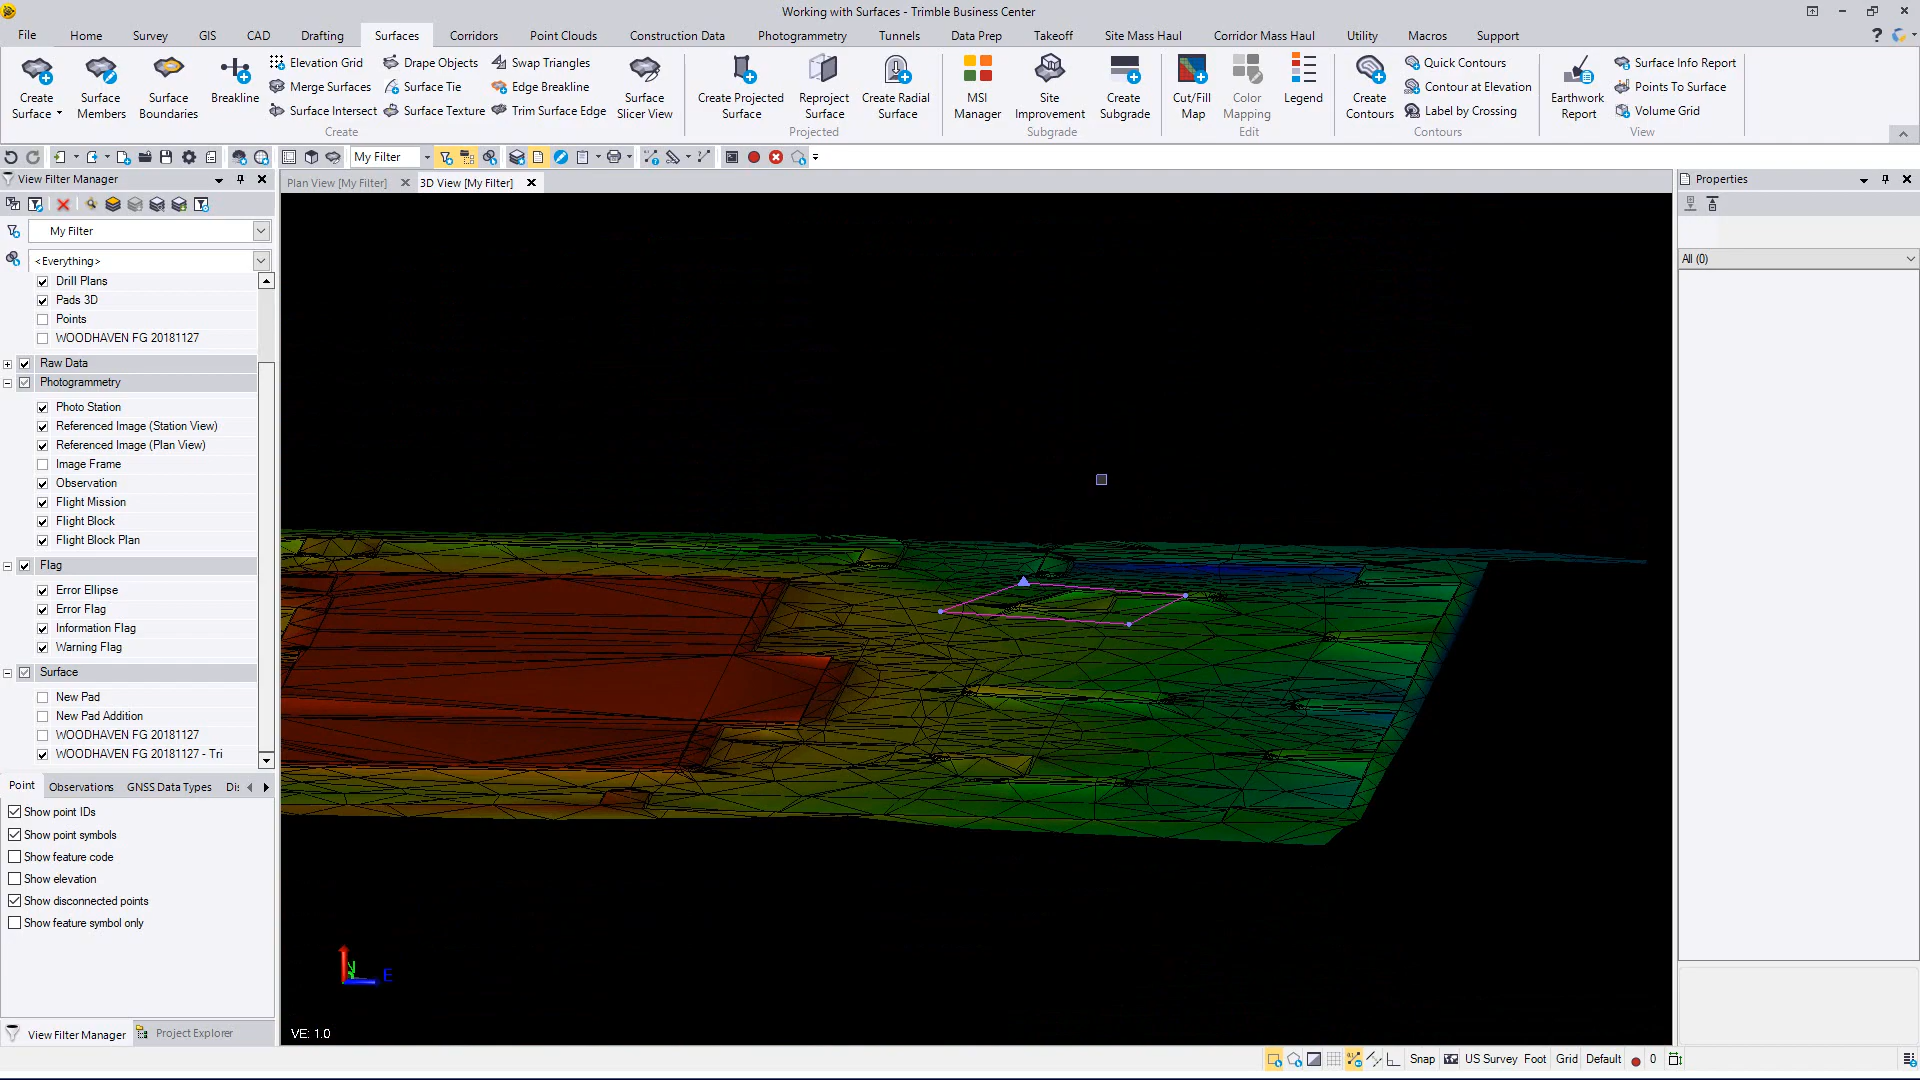 Working with Surfaces - Trimble Business Center
File Home Survey GIS CAD Drafting Surfaces Corridors Point Clouds Construction Data Photogrammetry Tunnels Data Prep Takeoff Site Mass Haul Corridor Mass Haul Utility Macros Support
Create Surface
Surface Members
Surface Boundaries
Breakline
Elevation Grid
Merge Surfaces
Surface Intersect
Drape Objects
Surface Tie
Surface Texture
Swap Triangles
Edge Breakline
Trim Surface Edge
Surface Slicer View
Create
Create Projected Surface
Reproject Surface
Create Radial Surface
Projected
MSI Manager
Site Improvement
Create Subgrade
Subgrade
Cut/Fill Map
Color Mapping
Legend
Edit
Create Contours
Quick Contours
Contour at Elevation
Label by Crossing
Contours
Earthwork Report
Surface Info Report
Points To Surface
Volume Grid
View
My Filter
View Filter Manager
Plan View [My Filter]
3D View [My Filter]
Properties
My Filter
<Everything>
All (0)
Drill Plans
Pads 3D
Points
WOODHAVEN FG 20181127
Raw Data
Photogrammetry
Photo Station
Referenced Image (Station View)
Referenced Image (Plan View)
Image Frame
Observation
Flight Mission
Flight Block
Flight Block Plan
Flag
Error Ellipse
Error Flag
Information Flag
Warning Flag
Surface
New Pad
New Pad Addition
WOODHAVEN FG 20181127
WOODHAVEN FG 20181127 - Tri
Point Observations GNSS Data Types Di
Show point IDs
Show point symbols
Show feature code
Show elevation
Show disconnected points
Show feature symbol only
N
E
VE: 1.0
View Filter Manager Project Explorer
Snap US Survey Foot Grid Default 0